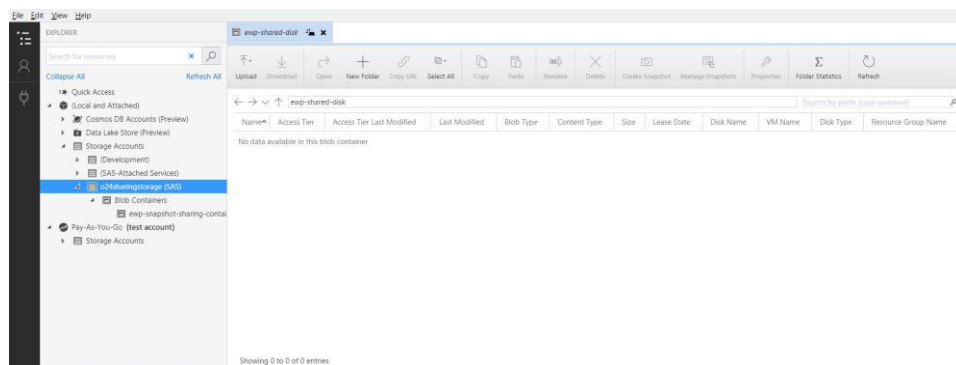 File Edit View Help
EXPLORER
Search for resources
Collapse All Refresh All
Quick Access
(Local and Attached)
Cosmos DB Accounts (Preview)
Data Lake Store (Preview)
Storage Accounts
(Development)
(SAS-Attached Services)
o24sharingstorage (SAS)
Blob Containers
ewp-snapshot-sharing-contai
Pay-As-You-Go (test account)
Storage Accounts
ewp-shared-disk
Upload Download Open New Folder Copy URL Select All Copy Paste Rename Delete Create Snapshot Manage Snapshots Properties Folder Statistics Refresh
ewp-shared-disk Search by prefix (case-sensitive)
Name Access Tier Access Tier Last Modified Last Modified Blob Type Content Type Size Lease State Disk Name VM Name Disk Type Resource Group Name
No data available in this blob container
Showing 0 to 0 of 0 entries